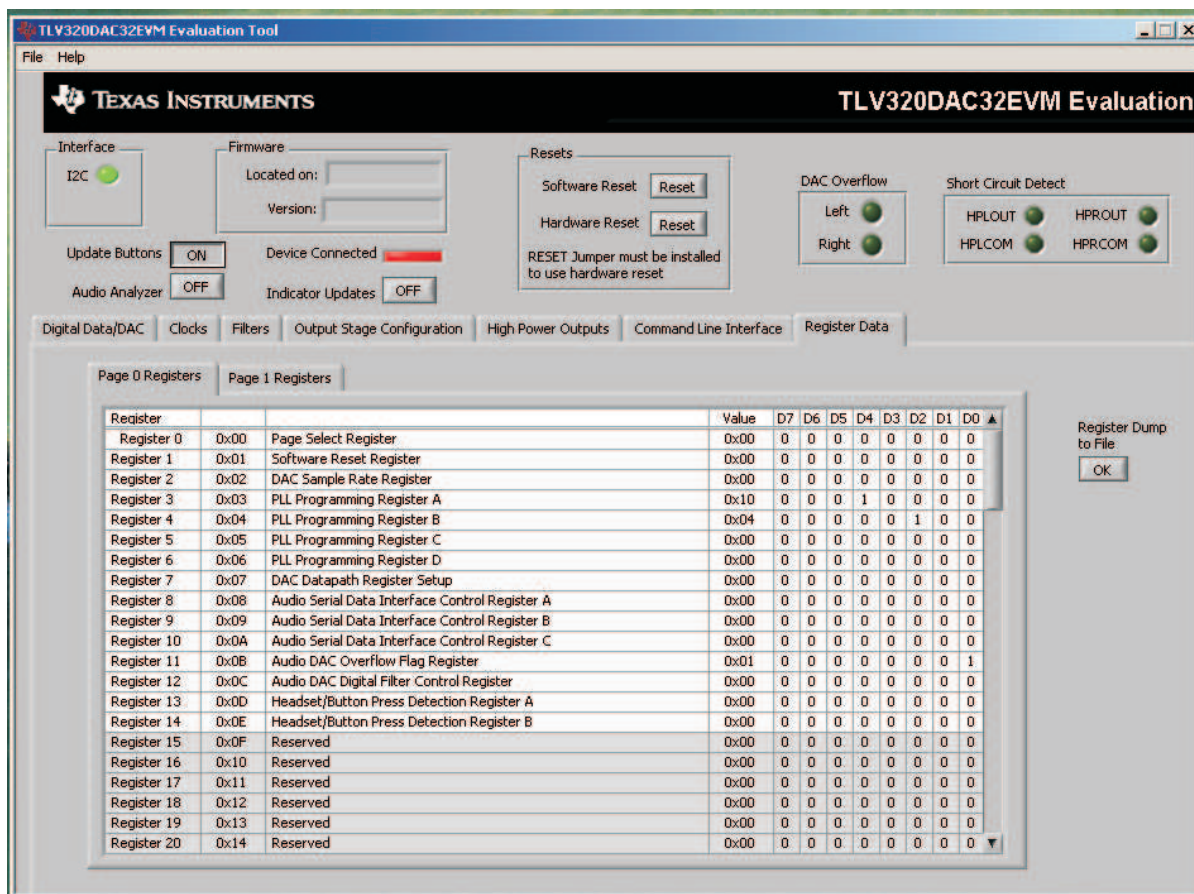 TLV320DAC32EVM Evaluation Tool
File Help
TEXAS INSTRUMENTS
TLV320DAC32EVM Evaluation
Interface
I2C
Firmware
Located on:
Version:
Resets
Software Reset Reset
Hardware Reset Reset
RESET Jumper must be installed
to use hardware reset
DAC Overflow
Left
Right
Short Circuit Detect
HPLOUT HPROUT
HPLCOM HPRCOM
Update Buttons ON
Device Connected
Audio Analyzer OFF
Indicator Updates OFF
Digital Data/DAC Clocks Filters Output Stage Configuration High Power Outputs Command Line Interface Register Data
Page 0 Registers Page 1 Registers
Register Value D7 D6 D5 D4 D3 D2 D1 D0
Register 0 0x00 Page Select Register 0x00 0 0 0 0 0 0 0 0
Register 1 0x01 Software Reset Register 0x00 0 0 0 0 0 0 0 0
Register 2 0x02 DAC Sample Rate Register 0x00 0 0 0 0 0 0 0 0
Register 3 0x03 PLL Programming Register A 0x10 0 0 0 1 0 0 0 0
Register 4 0x04 PLL Programming Register B 0x04 0 0 0 0 0 1 0 0
Register 5 0x05 PLL Programming Register C 0x00 0 0 0 0 0 0 0 0
Register 6 0x06 PLL Programming Register D 0x00 0 0 0 0 0 0 0 0
Register 7 0x07 DAC Datapath Register Setup 0x00 0 0 0 0 0 0 0 0
Register 8 0x08 Audio Serial Data Interface Control Register A 0x00 0 0 0 0 0 0 0 0
Register 9 0x09 Audio Serial Data Interface Control Register B 0x00 0 0 0 0 0 0 0 0
Register 10 0x0A Audio Serial Data Interface Control Register C 0x00 0 0 0 0 0 0 0 0
Register 11 0x0B Audio DAC Overflow Flag Register 0x01 0 0 0 0 0 0 0 1
Register 12 0x0C Audio DAC Digital Filter Control Register 0x00 0 0 0 0 0 0 0 0
Register 13 0x0D Headset/Button Press Detection Register A 0x00 0 0 0 0 0 0 0 0
Register 14 0x0E Headset/Button Press Detection Register B 0x00 0 0 0 0 0 0 0 0
Register 15 0x0F Reserved 0x00 0 0 0 0 0 0 0 0
Register 16 0x10 Reserved 0x00 0 0 0 0 0 0 0 0
Register 17 0x11 Reserved 0x00 0 0 0 0 0 0 0 0
Register 18 0x12 Reserved 0x00 0 0 0 0 0 0 0 0
Register 19 0x13 Reserved 0x00 0 0 0 0 0 0 0 0
Register 20 0x14 Reserved 0x00 0 0 0 0 0 0 0 0
Register Dump
to File
OK